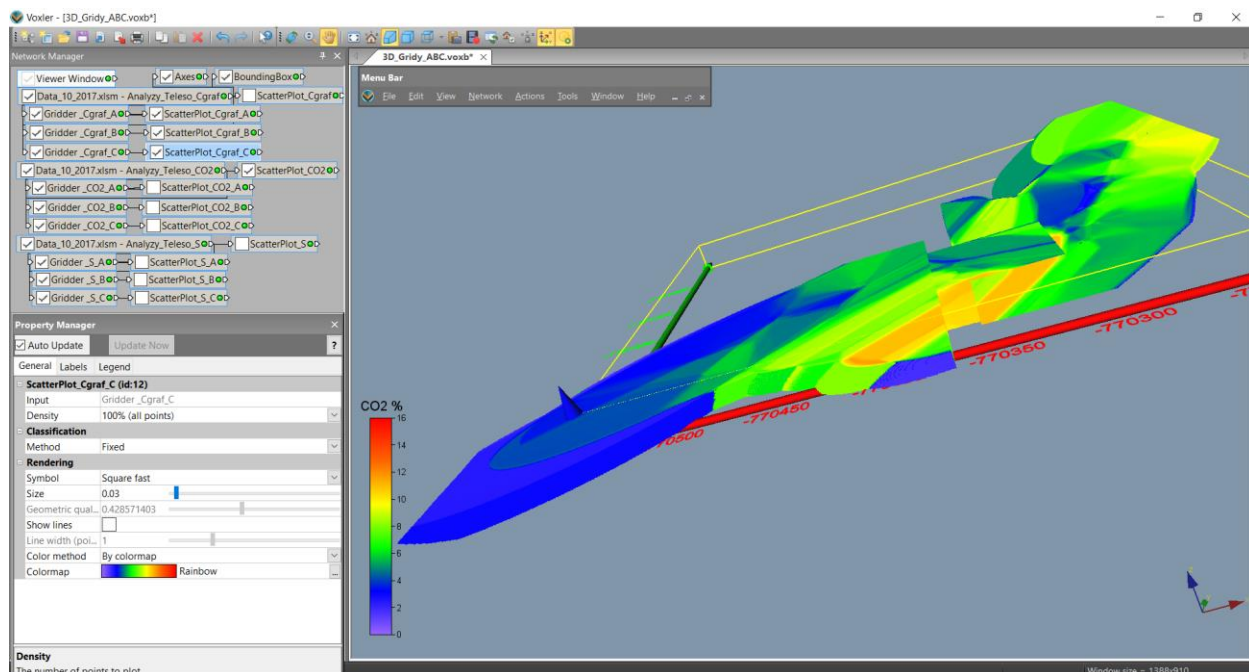 Voxler - [3D_Gridy_ABC.voxb*]
Network Manager
Viewer Window
Axes
BoundingBox
Data_10_2017.xlsm - Analyzy_Teleso_Cgraf
ScatterPlot_Cgraf
Gridder _Cgraf_A
ScatterPlot_Cgraf_A
Gridder _Cgraf_B
ScatterPlot_Cgraf_B
Gridder _Cgraf_C
ScatterPlot_Cgraf_C
Data_10_2017.xlsm - Analyzy_Teleso_CO2
ScatterPlot_CO2
Gridder _CO2_A
ScatterPlot_CO2_A
Gridder _CO2_B
ScatterPlot_CO2_B
Gridder _CO2_C
ScatterPlot_CO2_C
Data_10_2017.xlsm - Analyzy_Teleso_S
ScatterPlot_S
Gridder _S_A
ScatterPlot_S_A
Gridder _S_B
ScatterPlot_S_B
Gridder _S_C
ScatterPlot_S_C
Property Manager
Auto Update
Update Now
?
General Labels Legend
ScatterPlot_Cgraf_C (id:12)
Input Gridder _Cgraf_C
Density 100% (all points)
Classification
Method Fixed
Rendering
Symbol Square fast
Size 0.03
Geometric qual... 0.428571403
Show lines
Line width (poi... 1
Color method By colormap
Colormap Rainbow ...
Density
The number of points to plot
3D_Gridy_ABC.voxb*
Menu Bar
File Edit View Network Actions Tools Window Help
CO2 %
16
14
12
10
8
6
4
2
0
70500
-770450
-770350
-770300
Window size = 1388x910